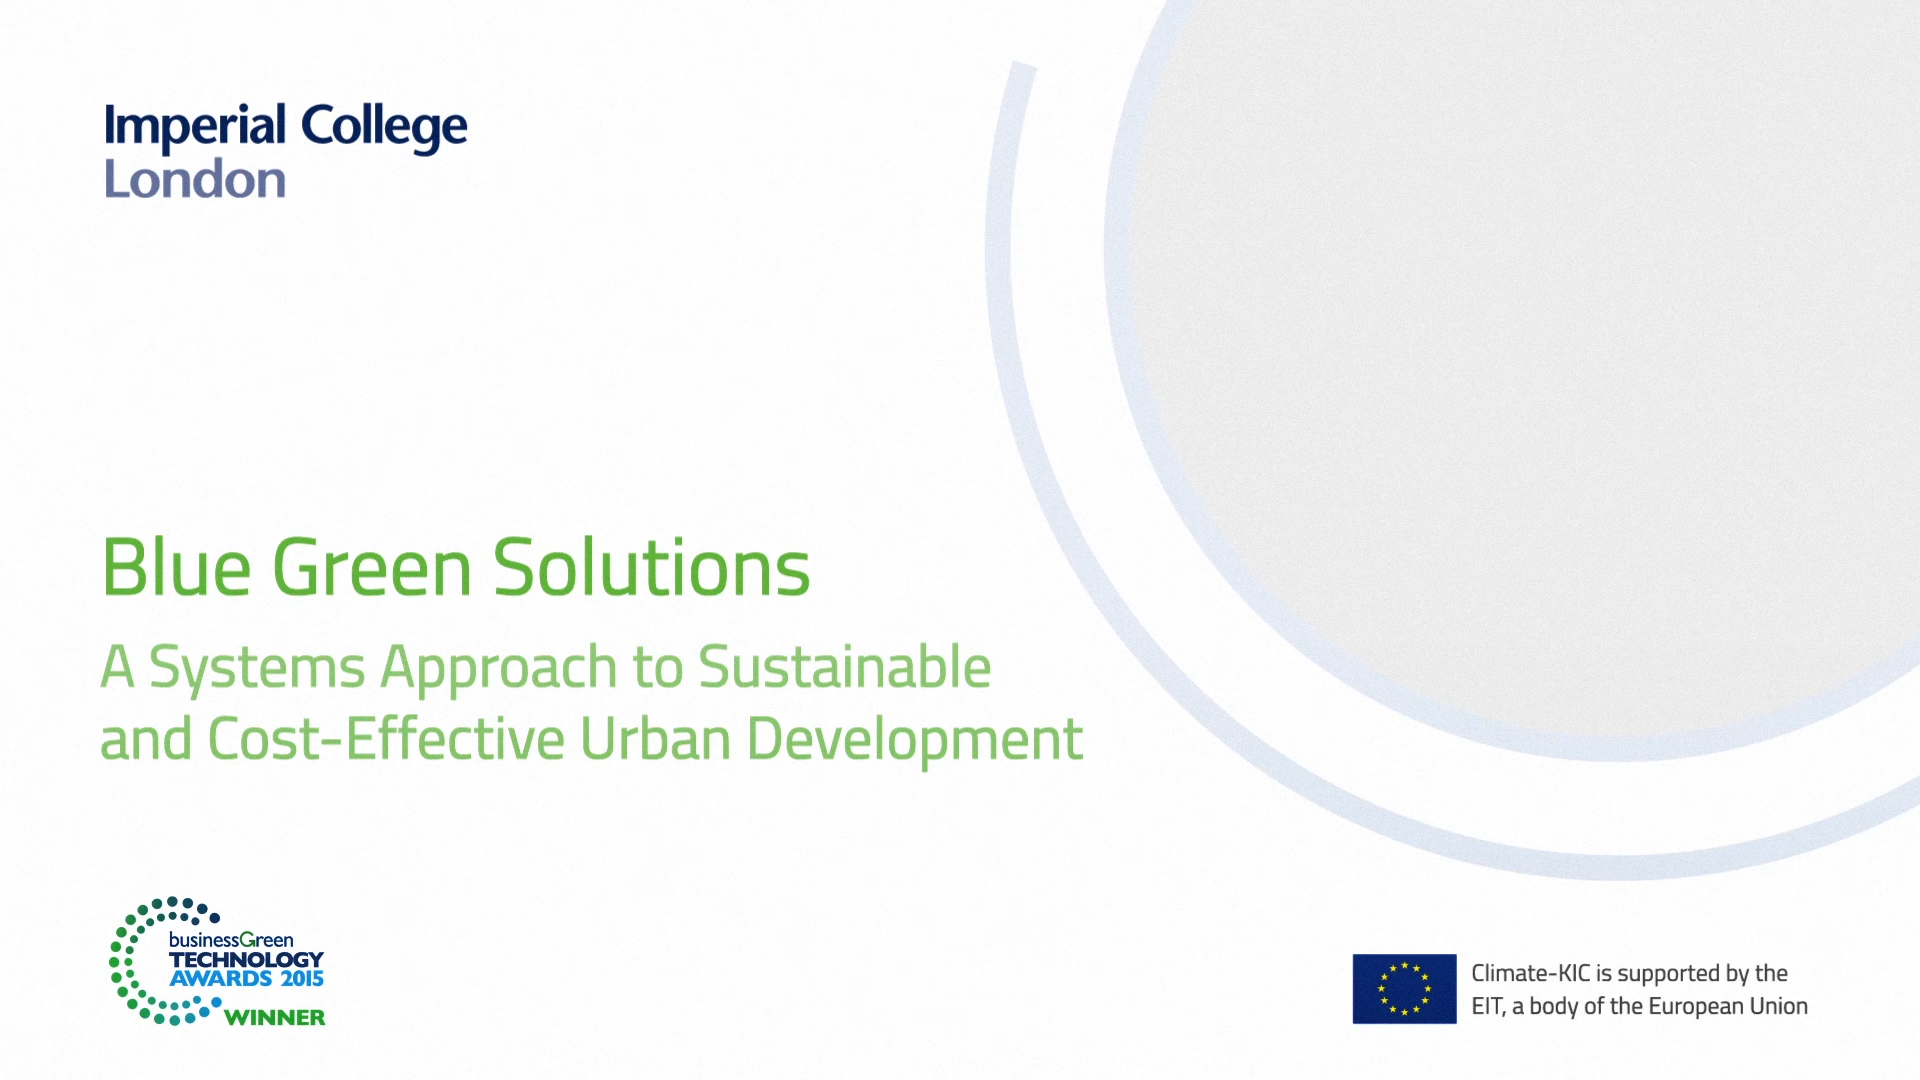 Imperial College
London
Blue Green Solutions
A Systems Approach to Sustainable
and Cost-Effective Urban Development
businessGreen
TECHNOLOGY
AWARDS 2015
WINNER
Climate-KIC is supported by the
EIT, a body of the European Union